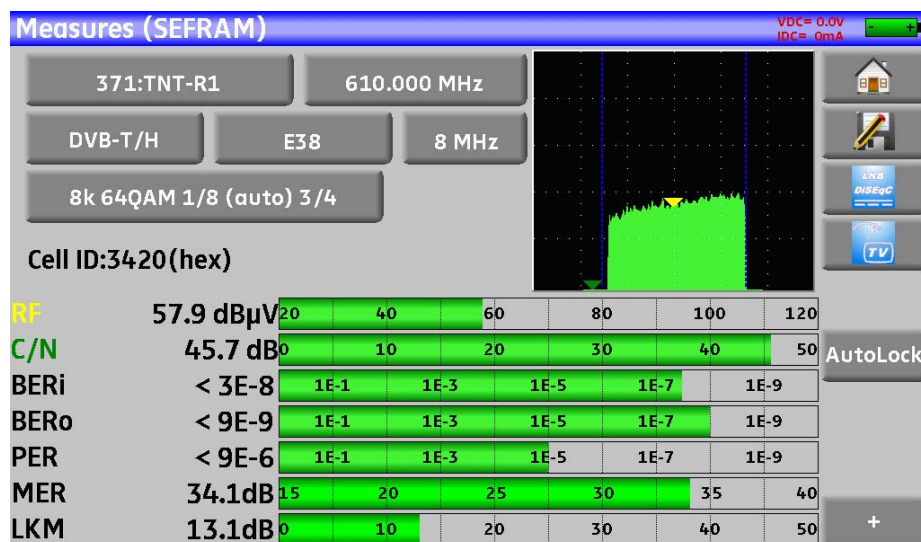 Measures (SEFRAM)
VDC= 0.0V
IDC= 0mA
- +
371:TNT-R1 610.000 MHz
DVB-T/H E38 8 MHz
LNB
DiSEqC
8k 64QAM 1/8 (auto) 3/4
TV
Cell ID:3420(hex)
RF 57.9 dBµV 20 40 60 80 100 120
C/N 45.7 dB 0 10 20 30 40 50
AutoLock
BERi < 3E-8 1E-1 1E-3 1E-5 1E-7 1E-9
BERo < 9E-9 1E-1 1E-3 1E-5 1E-7 1E-9
PER < 9E-6 1E-1 1E-3 1E-5 1E-7 1E-9
MER 34.1dB 15 20 25 30 35 40
LKM 13.1dB 0 10 20 30 40 50
+